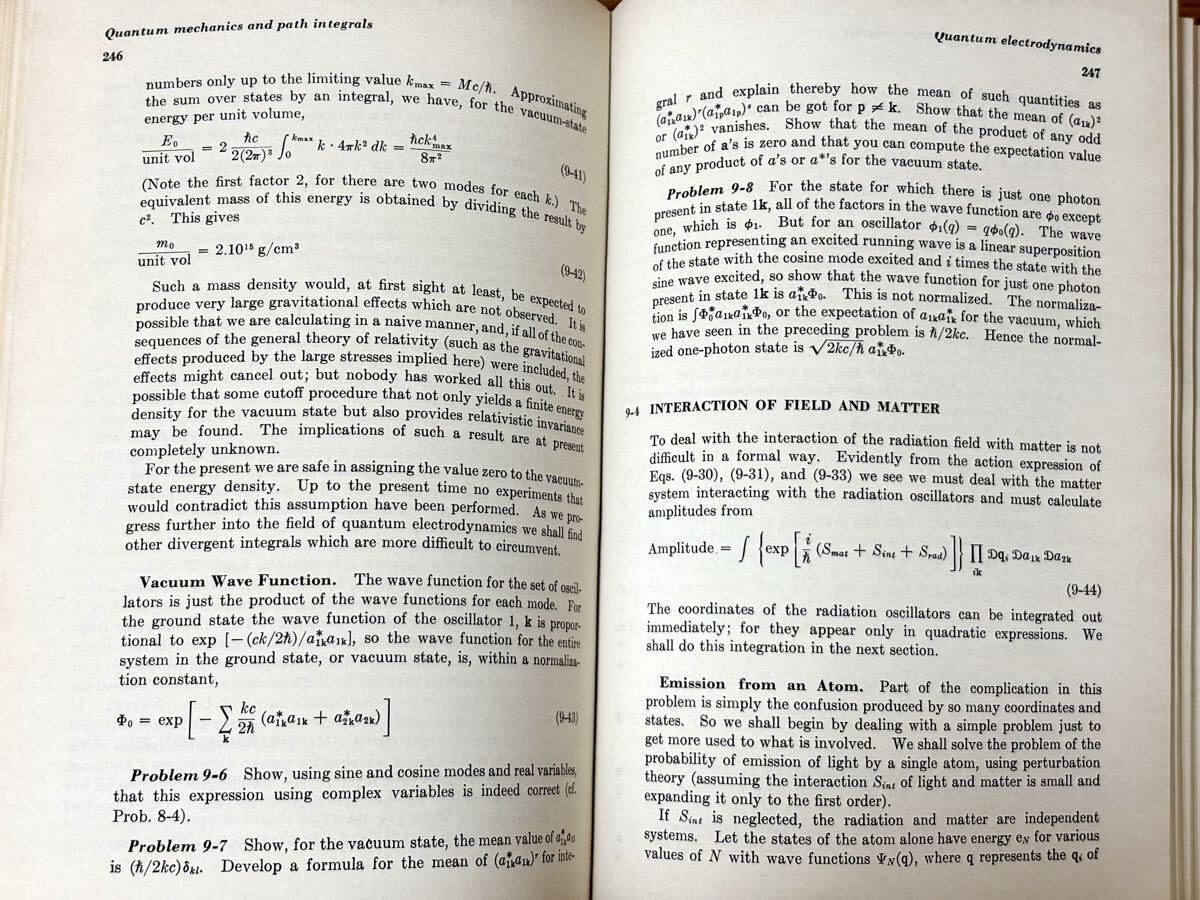 Quantum mechanics and path integrals
246
numbers only up to the limiting value k_max = Mc/ħ. Approximating
the sum over states by an integral, we have, for the vacuum-state
energy per unit volume,
E₀/unit vol = 2 ħc/2(2π)³ ∫₀^{k_max} k · 4πk² dk = ħck⁴_max/8π²
(9-41)
(Note the first factor 2, for there are two modes for each k.) The
equivalent mass of this energy is obtained by dividing the result by
c². This gives
m₀/unit vol = 2.10¹⁵ g/cm³
(9-42)
Such a mass density would, at first sight at least, be expected to
produce very large gravitational effects which are not observed. It is
possible that we are calculating in a naive manner, and, if all of the con-
sequences of the general theory of relativity (such as the gravitational
effects produced by the large stresses implied here) were included, the
effects might cancel out; but nobody has worked all this out. It is
possible that some cutoff procedure that not only yields a finite energy
density for the vacuum state but also provides relativistic invariance
may be found. The implications of such a result are at present
completely unknown.
For the present we are safe in assigning the value zero to the vacuum-
state energy density. Up to the present time no experiments that
would contradict this assumption have been performed. As we pro-
gress further into the field of quantum electrodynamics we shall find
other divergent integrals which are more difficult to circumvent.
Vacuum Wave Function. The wave function for the set of oscil-
lators is just the product of the wave functions for each mode. For
the ground state the wave function of the oscillator 1, k is propor-
tional to exp [−(ck/2ħ)/a*₁ₖa₁ₖ], so the wave function for the entire
system in the ground state, or vacuum state, is, within a normaliza-
tion constant,
Φ₀ = exp [− Σ_k kc/2ħ (a*₁ₖa₁ₖ + a*₂ₖa₂ₖ)]
(9-43)
Problem 9-6 Show, using sine and cosine modes and real variables,
that this expression using complex variables is indeed correct (cf.
Prob. 8-4).
Problem 9-7 Show, for the vacuum state, the mean value of a*₁ₖa₁ₗ
is (ħ/2kc)δₖₗ. Develop a formula for the mean of (a*₁ₖa₁ₖ)ʳ for inte-
Quantum electrodynamics
247
gral r and explain thereby how the mean of such quantities as
(a*₁ₖa₁ₖ)ʳ(a*₁ₚa₁ₚ)ˢ can be got for p ≠ k. Show that the mean of (a₁ₖ)²
or (a*₁ₖ)² vanishes. Show that the mean of the product of any odd
number of a's is zero and that you can compute the expectation value
of any product of a's or a*'s for the vacuum state.
Problem 9-8 For the state for which there is just one photon
present in state 1k, all of the factors in the wave function are ϕ₀ except
one, which is ϕ₁. But for an oscillator ϕ₁(q) = qϕ₀(q). The wave
function representing an excited running wave is a linear superposition
of the state with the cosine mode excited and i times the state with the
sine wave excited, so show that the wave function for just one photon
present in state 1k is a*₁ₖΦ₀. This is not normalized. The normaliza-
tion is ∫Φ*₀a₁ₖa*₁ₖΦ₀, or the expectation of a₁ₖa*₁ₖ for the vacuum, which
we have seen in the preceding problem is ħ/2kc. Hence the normal-
ized one-photon state is √(2kc/ħ) a*₁ₖΦ₀.
9-4 INTERACTION OF FIELD AND MATTER
To deal with the interaction of the radiation field with matter is not
difficult in a formal way. Evidently from the action expression of
Eqs. (9-30), (9-31), and (9-33) we see we must deal with the matter
system interacting with the radiation oscillators and must calculate
amplitudes from
Amplitude = ∫ {exp [i/ħ (S_mat + S_int + S_rad)]} ∏_ik 𝔇qᵢ 𝔇a₁ₖ 𝔇a₂ₖ
(9-44)
The coordinates of the radiation oscillators can be integrated out
immediately; for they appear only in quadratic expressions. We
shall do this integration in the next section.
Emission from an Atom. Part of the complication in this
problem is simply the confusion produced by so many coordinates and
states. So we shall begin by dealing with a simple problem just to
get more used to what is involved. We shall solve the problem of the
probability of emission of light by a single atom, using perturbation
theory (assuming the interaction S_int of light and matter is small and
expanding it only to the first order).
If S_int is neglected, the radiation and matter are independent
systems. Let the states of the atom alone have energy e_N for various
values of N with wave functions Ψ_N(q), where q represents the qᵢ of